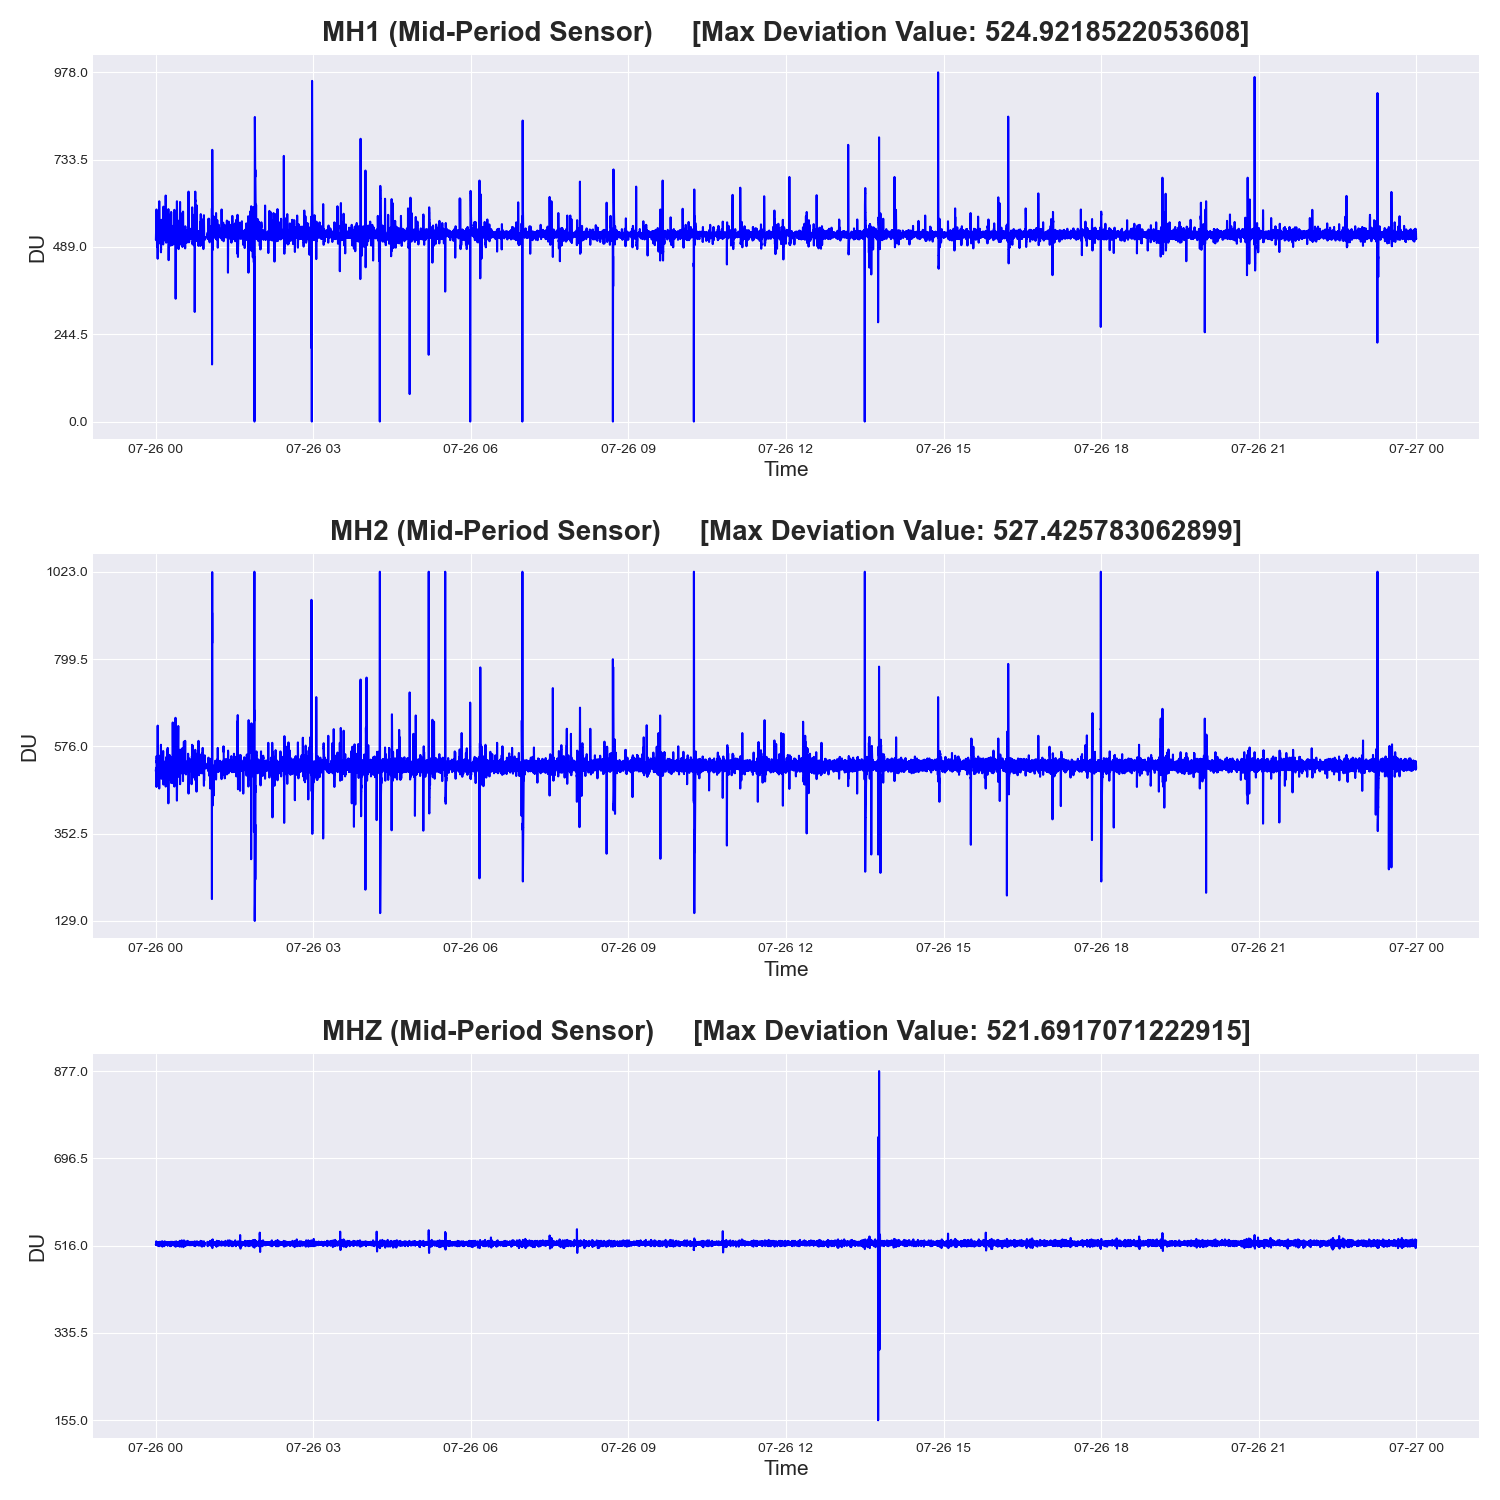 MH1 (Mid-Period Sensor) [Max Deviation Value: 524.9218522053608]
978.0
733.5
489.0
244.5
0.0
DU
07-26 00 07-26 03 07-26 06 07-26 09 07-26 12 07-26 15 07-26 18 07-26 21 07-27 00
Time
MH2 (Mid-Period Sensor) [Max Deviation Value: 527.425783062899]
1023.0
799.5
576.0
352.5
129.0
DU
07-26 00 07-26 03 07-26 06 07-26 09 07-26 12 07-26 15 07-26 18 07-26 21 07-27 00
Time
MHZ (Mid-Period Sensor) [Max Deviation Value: 521.6917071222915]
877.0
696.5
516.0
335.5
155.0
DU
07-26 00 07-26 03 07-26 06 07-26 09 07-26 12 07-26 15 07-26 18 07-26 21 07-27 00
Time